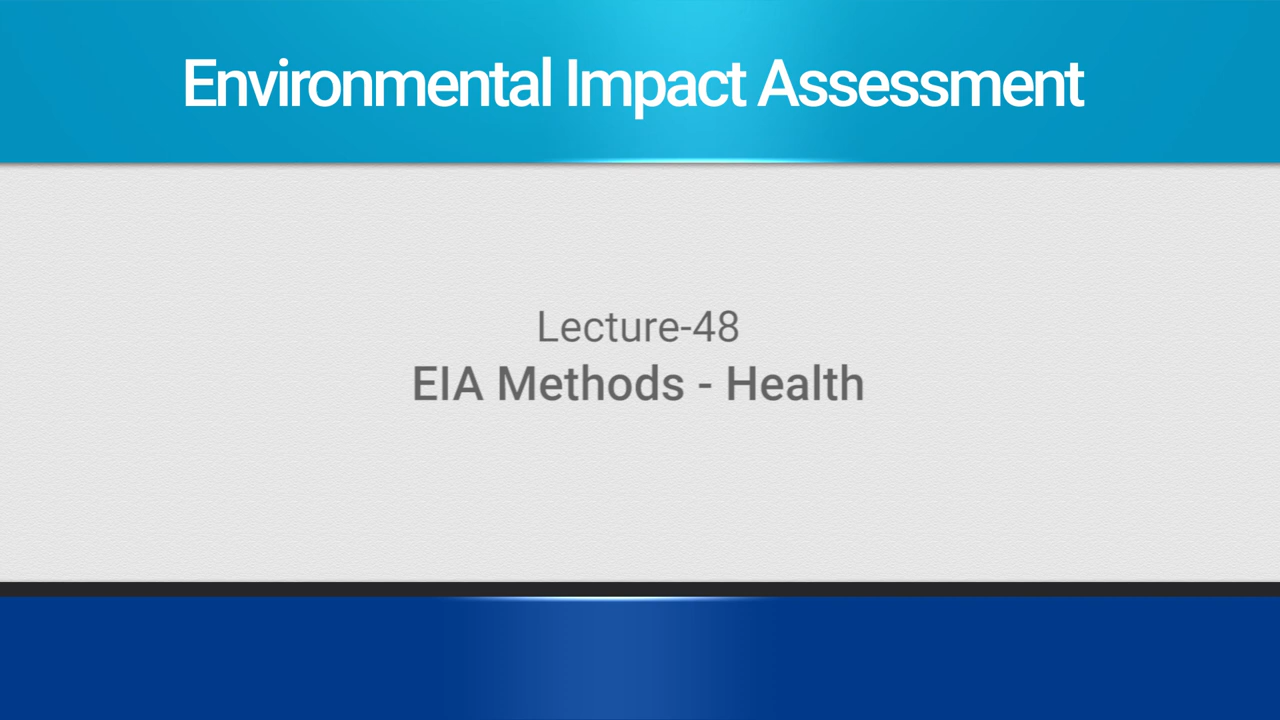 Environmental Impact Assessment
Lecture-48
EIA Methods - Health